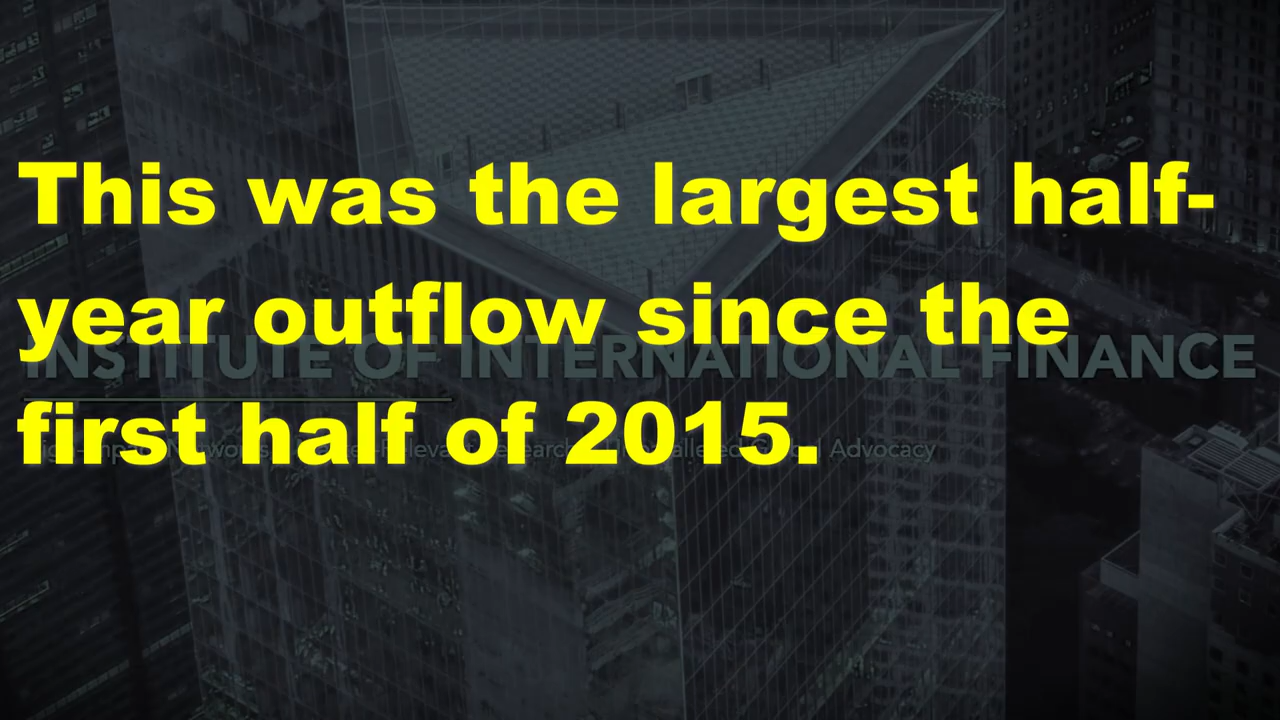 This was the largest half-
year outflow since the
INSTITUTE OF INTERNATIONAL FINANCE
first half of 2015.
Advocacy